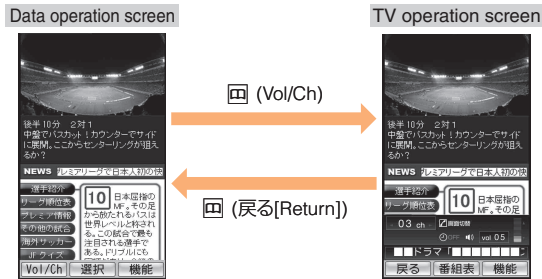 Data operation screen
TV operation screen
後半10分 2対1
中盤でパスカット！カウンターでサイド
に展開。ここからセンターリングが狙え
るか？
NEWS プレミアリーグで日本人初の快
選手紹介
リーグ順位表
プレミア情報
その他の試合
海外サッカー
JFクイズ
10
日本屈指の
MF。その足
から放たれるパスは
世界レベルと称され
る。この試合で最も
注目される選手で
ある。ドリブルにも
Vol/Ch 選択 機能
(Vol/Ch)
(戻る[Return])
後半10分 2対1
中盤でパスカット！カウンターでサイド
に展開。ここからセンターリングが狙え
るか？
NEWS プレミアリーグで日本人初の快
選手紹介
リーグ順位表
10
日本屈指の
MF。その足
03 ch 画面切替
OFF vol 05
ドラマ「
戻る 番組表 機能